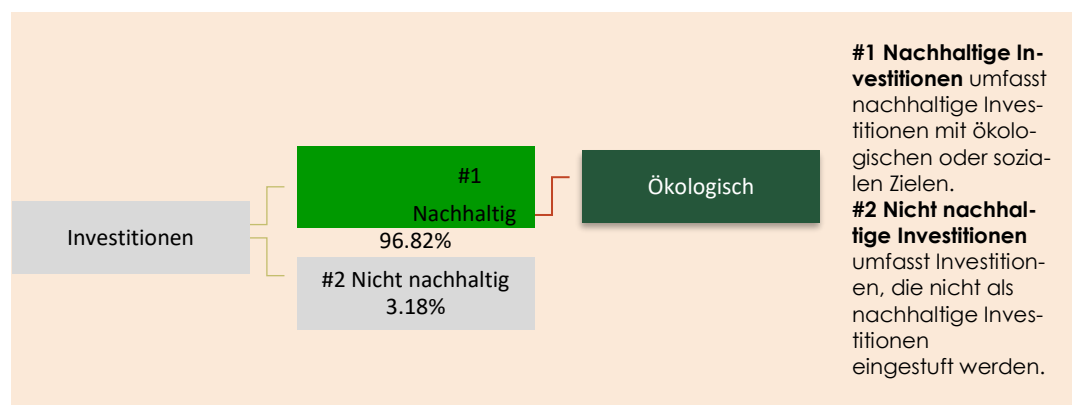 Investitionen
#1
Nachhaltig
96.82%
#2 Nicht nachhaltig
3.18%
Ökologisch
#1 Nachhaltige In-
vestitionen umfasst
nachhaltige Inves-
titionen mit ökolo-
gischen oder sozia-
len Zielen.
#2 Nicht nachhal-
tige Investitionen
umfasst Investition-
en, die nicht als
nachhaltige Inves-
titionen
eingestuft werden.